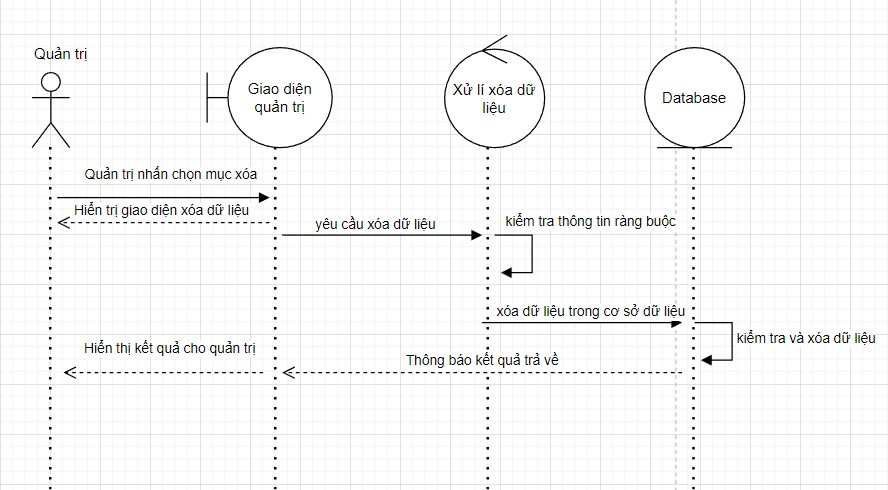 Quản trị
Giao diện
quản trị
Xử lí xóa dữ
liệu
Database
Quản trị nhấn chọn mục xóa
Hiển trị giao diện xóa dữ liệu
yêu cầu xóa dữ liệu
kiểm tra thông tin ràng buộc
xóa dữ liệu trong cơ sở dữ liệu
kiểm tra và xóa dữ liệu
Hiển thị kết quả cho quản trị
Thông báo kết quả trả về